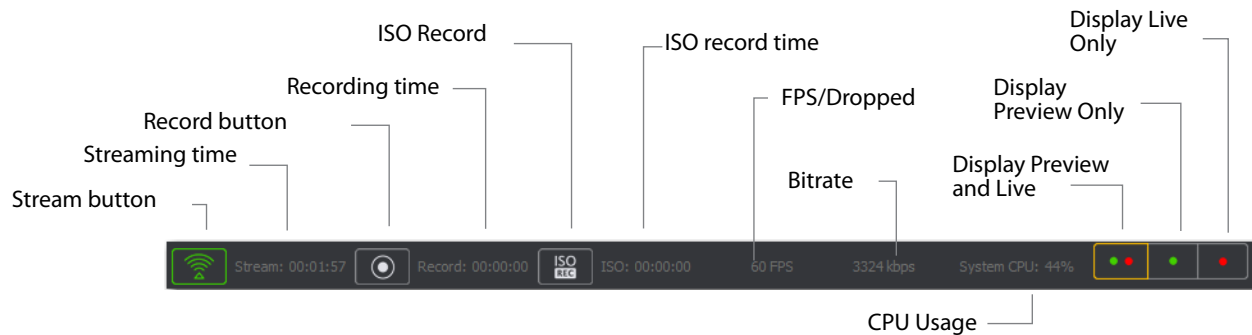 Display Live
Only
ISO Record
ISO record time
Display
Preview Only
Recording time
FPS/Dropped
Record button
Streaming time
Display Preview
and Live
Bitrate
Stream button
Stream: 00:01:57
Record: 00:00:00
ISO
REC
ISO: 00:00:00
60 FPS
3324 kbps
System CPU: 44%
CPU Usage